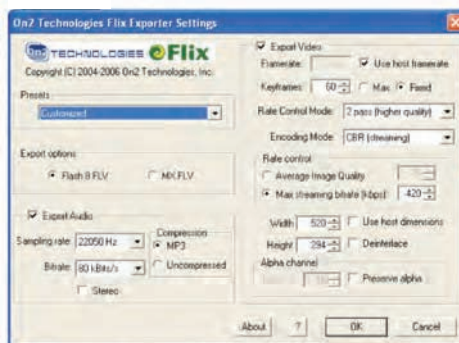 On2 Technologies Flix Exporter Settings
On2 TECHNOLOGIES Flix
Copyright (C) 2004-2006 On2 Technologies, Inc.
Presets
Customized
Export options
Flash 8 FLV
MX FLV
Export Audio
Sampling rate: 22050 Hz
Bitrate: 80 kBits/s
Stereo
Compression
MP3
Uncompressed
Export Video
Framerate:
Use host framerate
Keyframes: 60
Max
Fixed
Rate Control Mode: 2 pass (higher quality)
Encoding Mode: CBR (streaming)
Rate control
Average Image Quality
Max streaming bitrate (kbps): 420
Width 520
Use host dimensions
Height 294
Deinterlace
Alpha channel
Preserve alpha
About
?
OK
Cancel